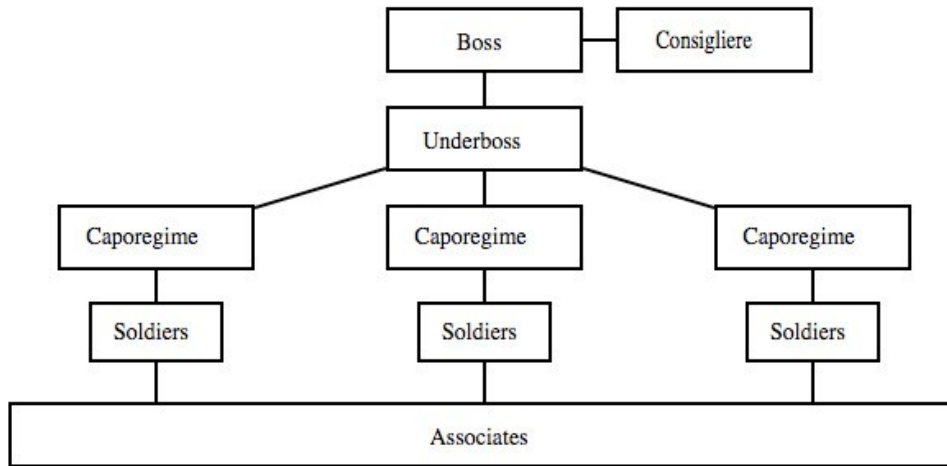 Boss
Consigliere
Underboss
Caporegime
Caporegime
Caporegime
Soldiers
Soldiers
Soldiers
Associates